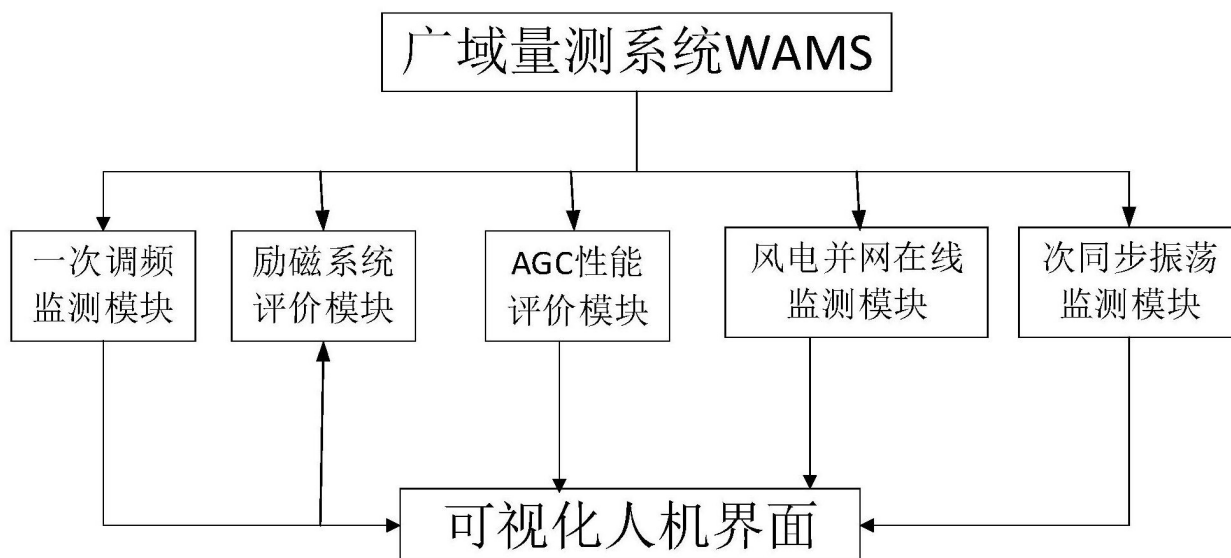 广域量测系统WAMS
一次调频
监测模块
励磁系统
评价模块
AGC性能
评价模块
风电并网在线
监测模块
次同步振荡
监测模块
可视化人机界面